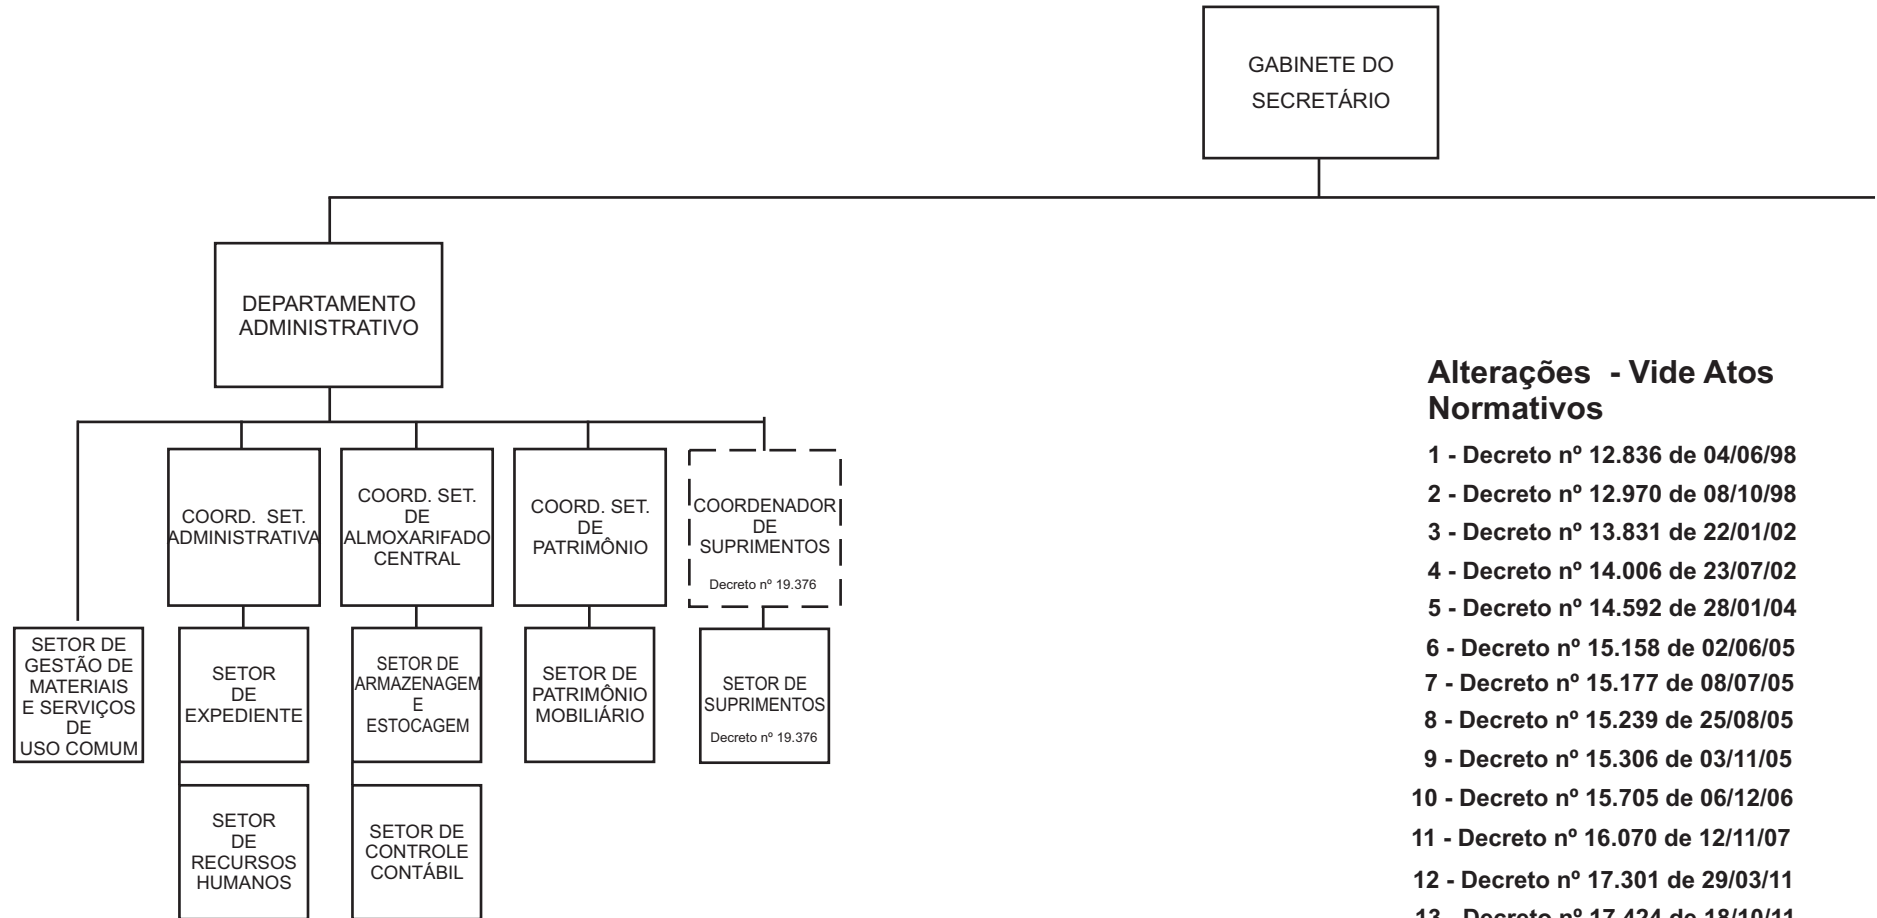 GABINETE DO
SECRETÁRIO
DEPARTAMENTO
ADMINISTRATIVO
COORD. SET.
ADMINISTRATIVA
COORD. SET.
DE
ALMOXARIFADO
CENTRAL
COORD. SET.
DE
PATRIMÔNIO
COORDENADOR
DE
SUPRIMENTOS
Decreto nº 19.376
SETOR DE
GESTÃO DE
MATERIAIS
E SERVIÇOS
DE
USO COMUM
SETOR
DE
EXPEDIENTE
SETOR DE
ARMAZENAGEM
E
ESTOCAGEM
SETOR DE
PATRIMÔNIO
MOBILIÁRIO
SETOR DE
SUPRIMENTOS
Decreto nº 19.376
SETOR
DE
RECURSOS
HUMANOS
SETOR DE
CONTROLE
CONTÁBIL
Alterações - Vide Atos
Normativos
1 - Decreto nº 12.836 de 04/06/98
2 - Decreto nº 12.970 de 08/10/98
3 - Decreto nº 13.831 de 22/01/02
4 - Decreto nº 14.006 de 23/07/02
5 - Decreto nº 14.592 de 28/01/04
6 - Decreto nº 15.158 de 02/06/05
7 - Decreto nº 15.177 de 08/07/05
8 - Decreto nº 15.239 de 25/08/05
9 - Decreto nº 15.306 de 03/11/05
10 - Decreto nº 15.705 de 06/12/06
11 - Decreto nº 16.070 de 12/11/07
12 - Decreto nº 17.301 de 29/03/11
13 - Decreto nº 17.424 de 18/10/11